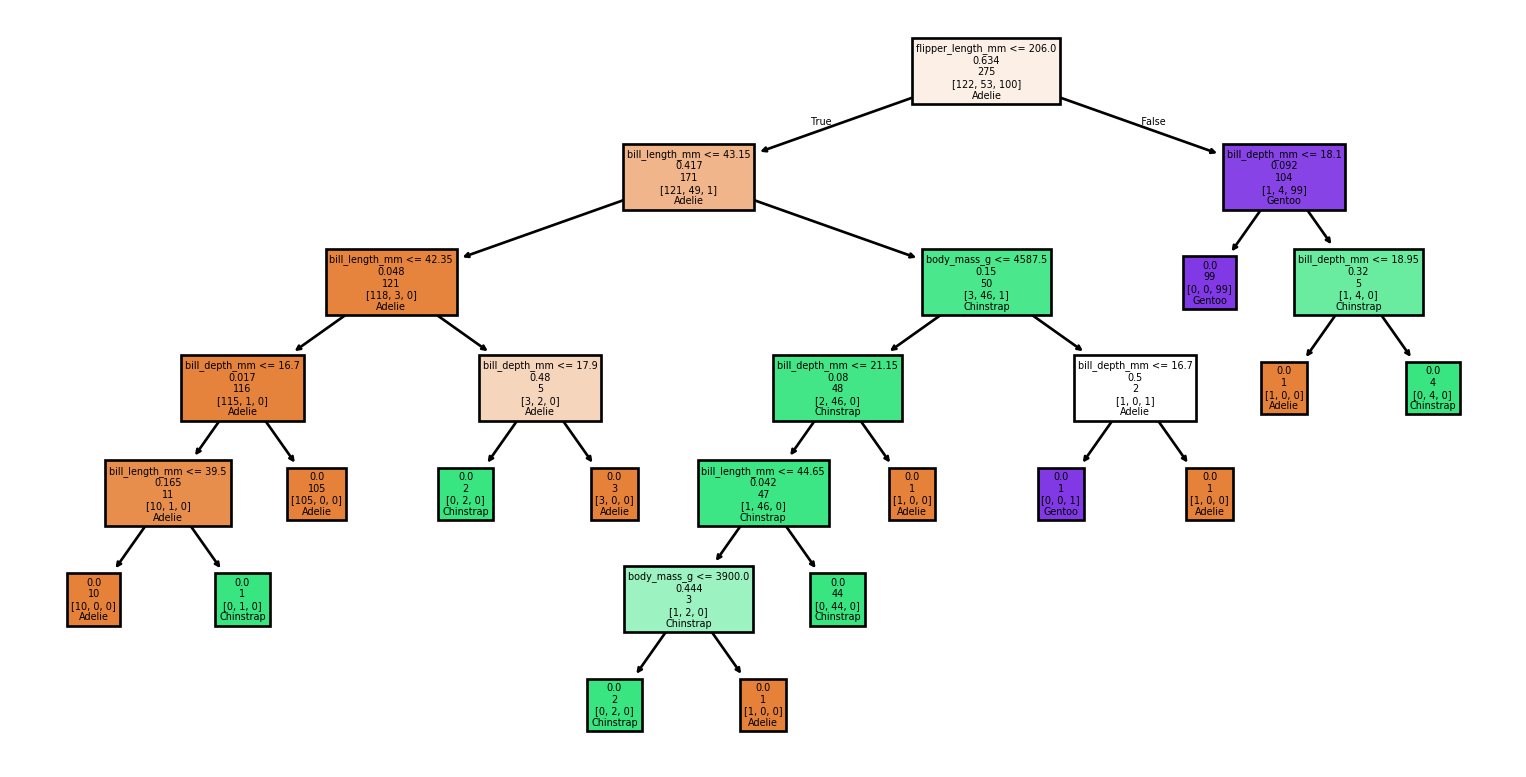 flipper_length_mm <= 206.0
0.634
275
[122, 53, 100]
Adelie
True
False
bill_length_mm <= 43.15
0.417
171
[121, 49, 1]
Adelie
bill_depth_mm <= 18.1
0.092
104
[1, 4, 99]
Gentoo
bill_length_mm <= 42.35
0.048
121
[118, 3, 0]
Adelie
body_mass_g <= 4587.5
0.15
50
[3, 46, 1]
Chinstrap
0.0
99
[0, 0, 99]
Gentoo
bill_depth_mm <= 18.95
0.32
5
[1, 4, 0]
Chinstrap
bill_depth_mm <= 16.7
0.017
116
[115, 1, 0]
Adelie
bill_depth_mm <= 17.9
0.48
5
[3, 2, 0]
Adelie
bill_depth_mm <= 21.15
0.08
48
[2, 46, 0]
Chinstrap
bill_depth_mm <= 16.7
0.5
2
[1, 0, 1]
Adelie
0.0
1
[1, 0, 0]
Adelie
0.0
4
[0, 4, 0]
Chinstrap
bill_length_mm <= 39.5
0.165
11
[10, 1, 0]
Adelie
0.0
105
[105, 0, 0]
Adelie
0.0
2
[0, 2, 0]
Chinstrap
0.0
3
[3, 0, 0]
Adelie
bill_length_mm <= 44.65
0.042
47
[1, 46, 0]
Chinstrap
0.0
1
[1, 0, 0]
Adelie
0.0
1
[0, 0, 1]
Gentoo
0.0
1
[1, 0, 0]
Adelie
0.0
10
[10, 0, 0]
Adelie
0.0
1
[0, 1, 0]
Chinstrap
body_mass_g <= 3900.0
0.444
3
[1, 2, 0]
Chinstrap
0.0
44
[0, 44, 0]
Chinstrap
0.0
2
[0, 2, 0]
Chinstrap
0.0
1
[1, 0, 0]
Adelie